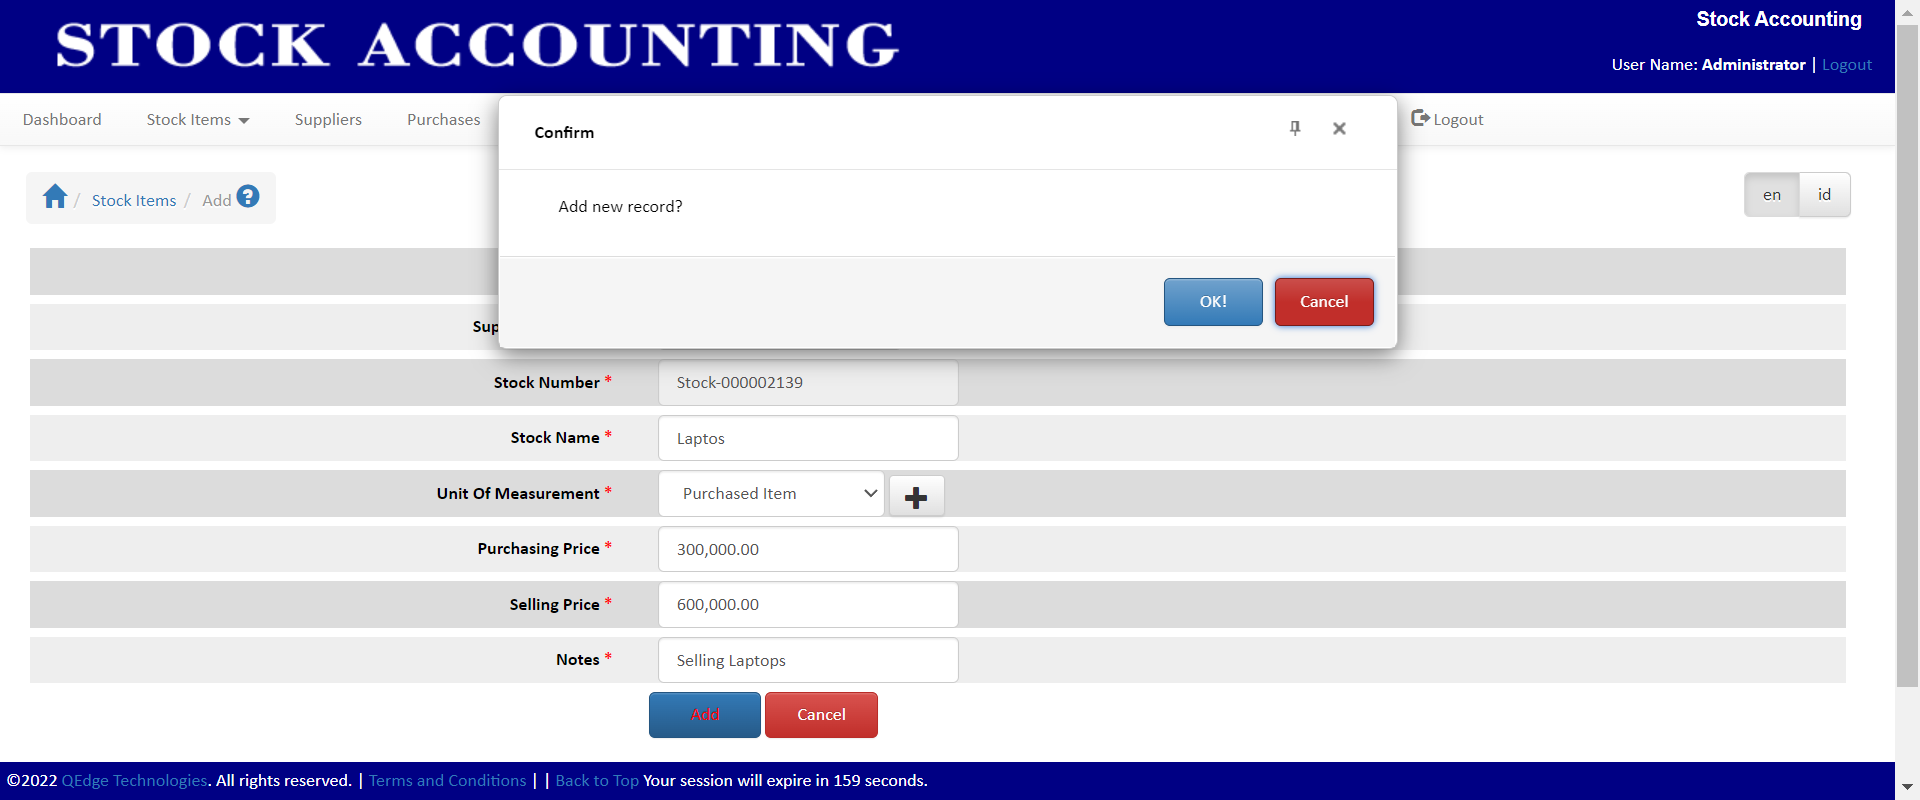 STOCK ACCOUNTING
Stock Accounting
User Name: Administrator | Logout
Dashboard Stock Items Suppliers Purchases Logout
Confirm
Add new record?
OK! Cancel
/ Stock Items / Add ?
en id
Stock Number * Stock-000002139
Stock Name * Laptos
Unit Of Measurement * Purchased Item
Purchasing Price * 300,000.00
Selling Price * 600,000.00
Notes * Selling Laptops
Add Cancel
©2022 QEdge Technologies. All rights reserved. | Terms and Conditions | | Back to Top Your session will expire in 159 seconds.